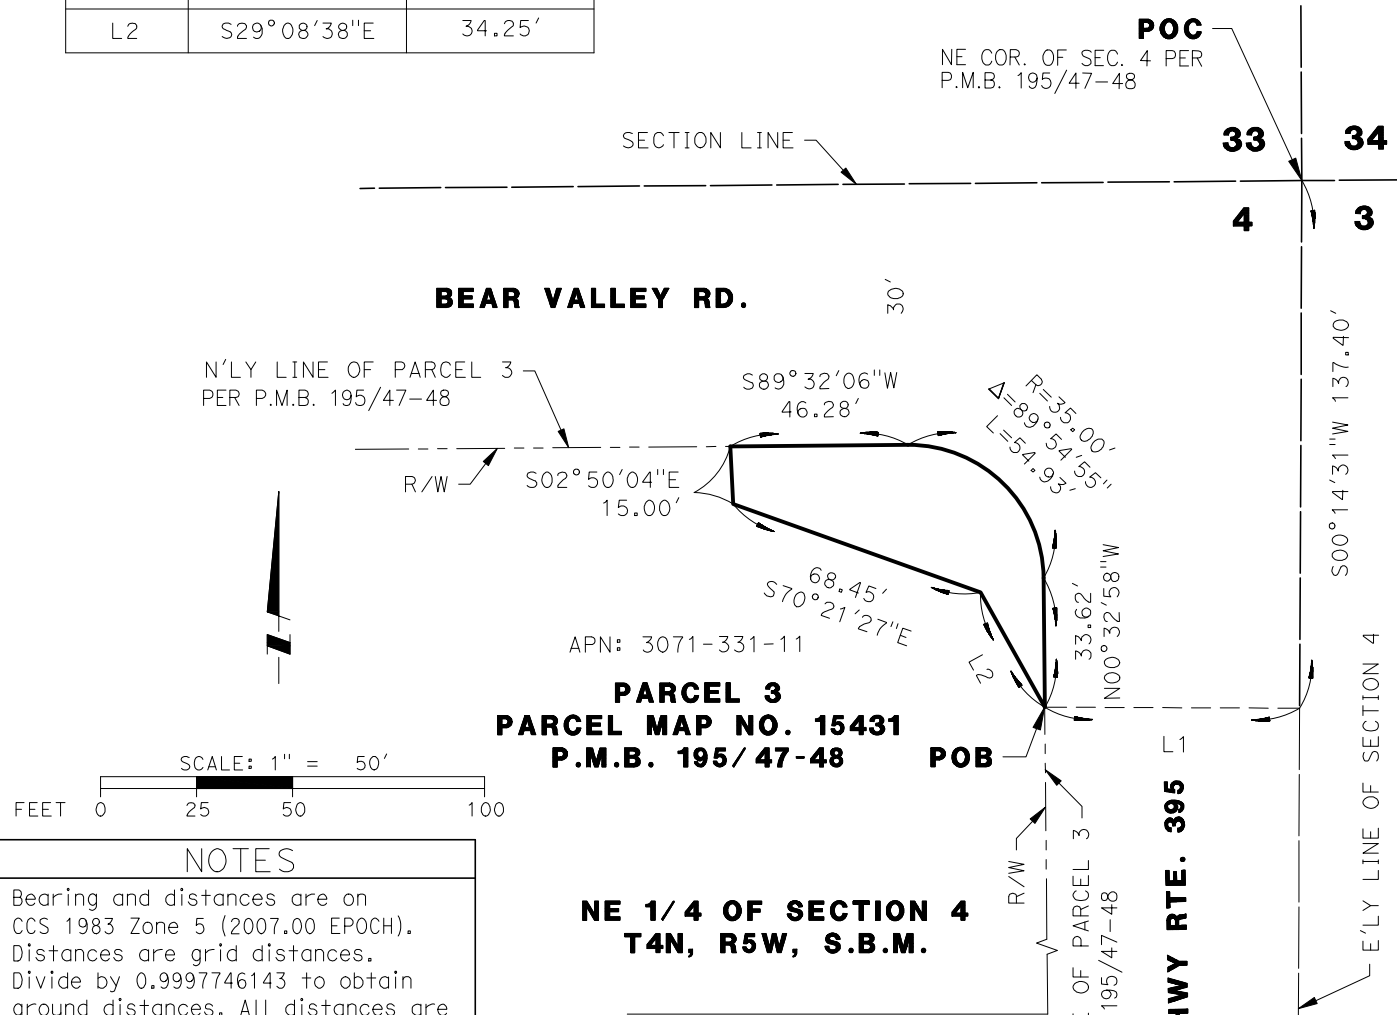 L2 S29°08'38"E 34.25'
POC
NE COR. OF SEC. 4 PER
P.M.B. 195/47-48
SECTION LINE
33 34
4 3
BEAR VALLEY RD.
30'
N'LY LINE OF PARCEL 3
PER P.M.B. 195/47-48
R/W
S89°32'06"W
46.28'
R=35.00'
Δ=89°54'55"
L=54.93'
S02°50'04"E
15.00'
S00°14'31"W 137.40'
68.45'
S70°21'27"E
33.62'
N00°32'58"W
L2
APN: 3071-331-11
PARCEL 3
PARCEL MAP NO. 15431
P.M.B. 195/47-48
POB
L1
SCALE: 1" = 50'
FEET 0 25 50 100
R/W
OF PARCEL 3
195/47-48
HWY RTE. 395
E'LY LINE OF SECTION 4
NE 1/4 OF SECTION 4
T4N, R5W, S.B.M.
NOTES
Bearing and distances are on
CCS 1983 Zone 5 (2007.00 EPOCH).
Distances are grid distances.
Divide by 0.9997746143 to obtain
ground distances. All distances are